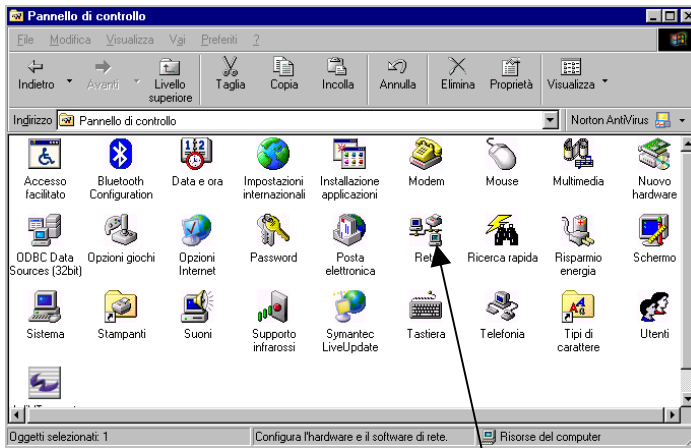 Pannello di controllo
File Modifica Visualizza Vai Preferiti ?
Indietro Avanti Livello superiore Taglia Copia Incolla Annulla Elimina Proprietà Visualizza
Indirizzo Pannello di controllo Norton AntiVirus
Accesso facilitato Bluetooth Configuration Data e ora Impostazioni internazionali Installazione applicazioni Modem Mouse Multimedia Nuovo hardware
ODBC Data Sources (32bit) Opzioni giochi Opzioni Internet Password Posta elettronica Rete Ricerca rapida Risparmio energia Schermo
Sistema Stampanti Suoni Supporto infrarossi Symantec LiveUpdate Tastiera Telefonia Tipi di carattere Utenti
Oggetti selezionati: 1 Configura l'hardware e il software di rete. Risorse del computer